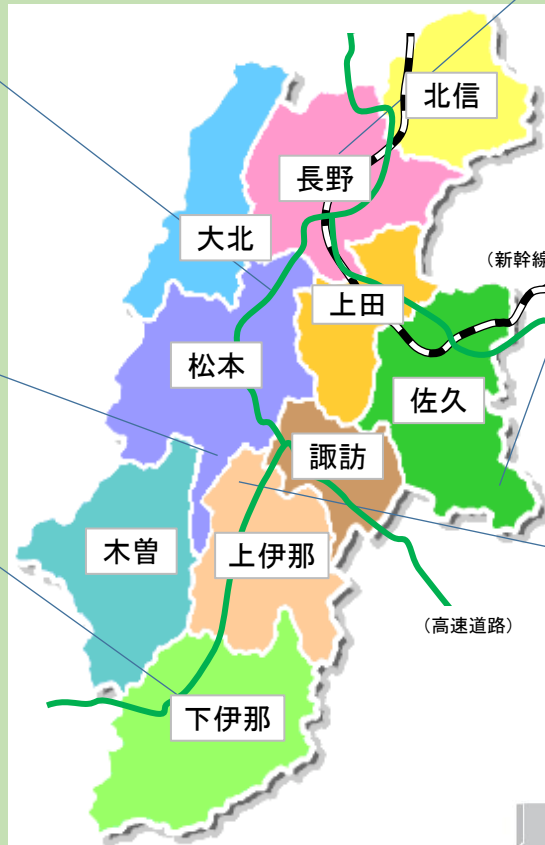 北信
長野
大北
(新幹線
上田
松本
佐久
諏訪
木曽
上伊那
(高速道路)
下伊那